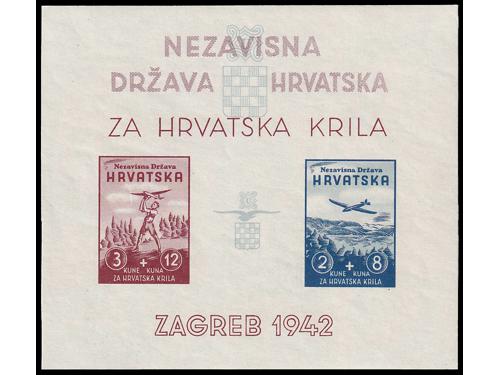 NEZAVISNA
DRŽAVA HRVATSKA
ZA HRVATSKA KRILA
Nezavisna Država
HRVATSKA
3 + 12
KUNE KUNA
ZA HRVATSKA KRILA
Nezavisna Država
HRVATSKA
2 + 8
KUNE KUNA
ZA HRVATSKA KRILA
ZAGREB 1942